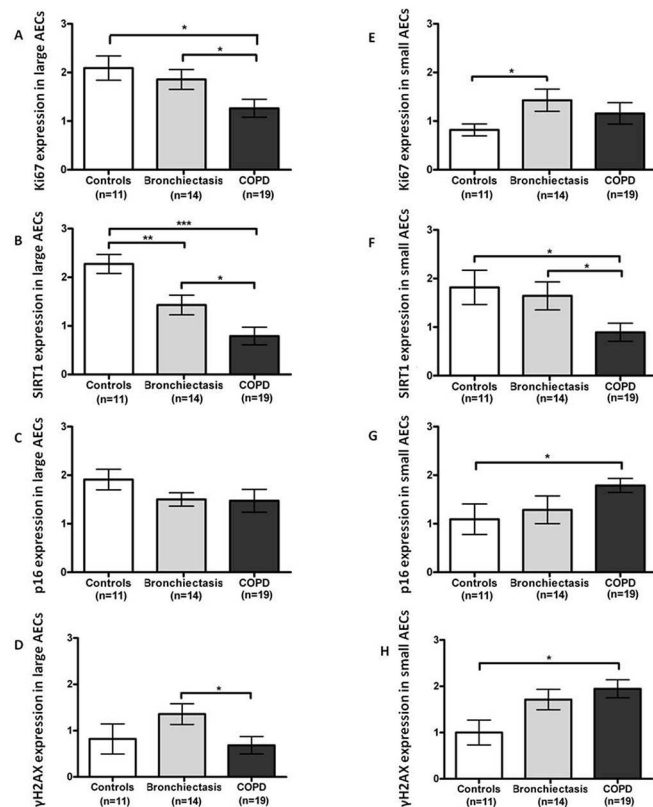 A
Ki67 expression in large AECs
3
2
1
0
*
*
Controls
(n=11)
Bronchiectasis
(n=14)
COPD
(n=19)
E
Ki67 expression in small AECs
3
2
1
0
*
Controls
(n=11)
Bronchiectasis
(n=14)
COPD
(n=19)
B
SIRT1 expression in large AECs
3
2
1
0
***
**
*
Controls
(n=11)
Bronchiectasis
(n=14)
COPD
(n=19)
F
SIRT1 expression in small AECs
3
2
1
0
*
*
Controls
(n=11)
Bronchiectasis
(n=14)
COPD
(n=19)
C
p16 expression in large AECs
3
2
1
0
Controls
(n=11)
Bronchiectasis
(n=14)
COPD
(n=19)
G
p16 expression in small AECs
3
2
1
0
*
Controls
(n=11)
Bronchiectasis
(n=14)
COPD
(n=19)
D
γH2AX expression in large AECs
3
2
1
0
*
Controls
(n=11)
Bronchiectasis
(n=14)
COPD
(n=19)
H
γH2AX expression in small AECs
3
2
1
0
*
Controls
(n=11)
Bronchiectasis
(n=14)
COPD
(n=19)